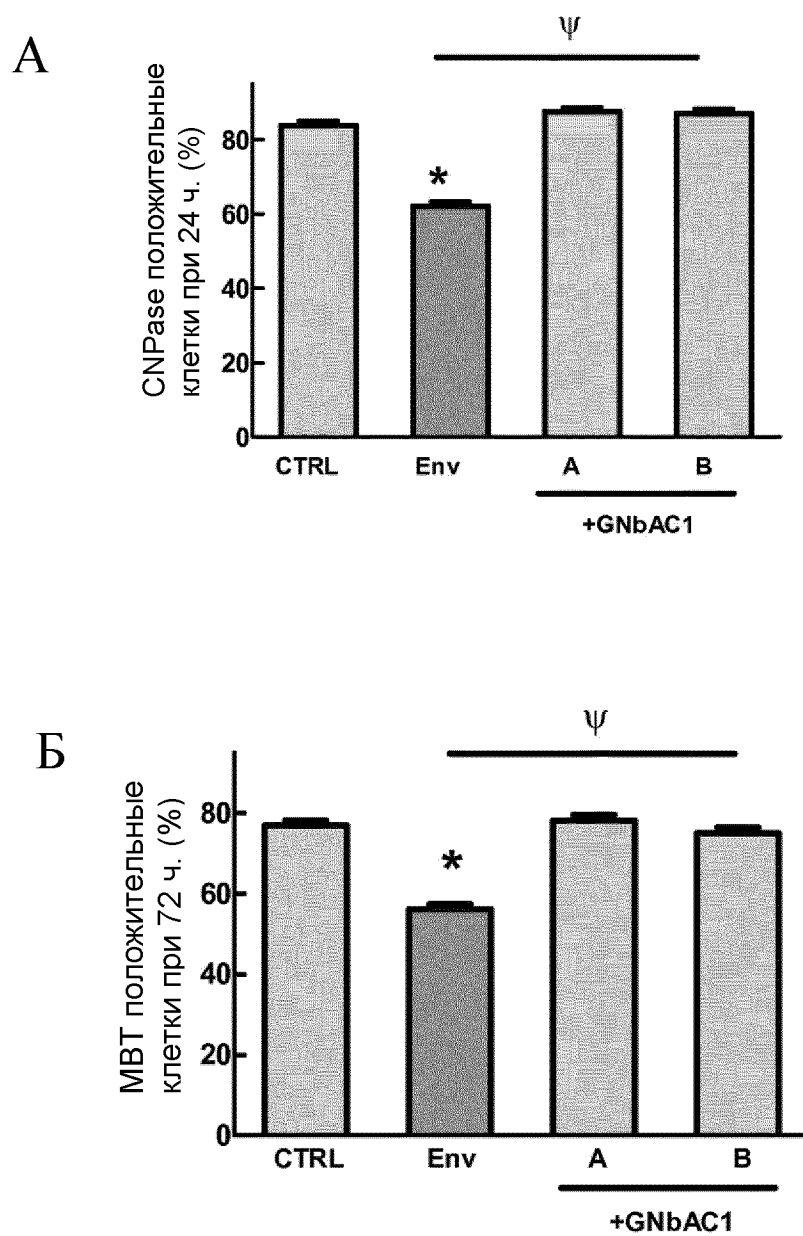 А
ψ
CNPase положительные
клетки при 24 ч. (%)
80
60
40
20
0
*
CTRL
Env
A
B
+GNbAC1
Б
ψ
MBT положительные
клетки при 72 ч. (%)
80
60
40
20
0
*
CTRL
Env
A
B
+GNbAC1